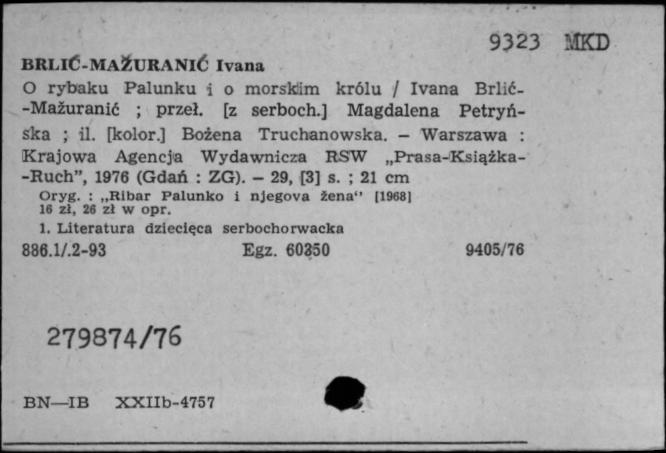 9323 MKD
BRLIĆ-MAŽURANIĆ Ivana
O rybaku Palunku i o morskim królu / Ivana Brlić-
-Mažuranić ; przeł. [z serboch.] Magdalena Petryń-
ska ; il. [kolor.] Bożena Truchanowska. — Warszawa :
Krajowa Agencja Wydawnicza RSW „Prasa-Książka-
-Ruch”, 1976 (Gdań : ZG). — 29, [3] s. ; 21 cm
Oryg. : „Ribar Palunko i njegova žena“ [1968]
16 zł, 26 zł w opr.
1. Literatura dziecięca serbochorwacka
886.1/.2-93 Egz. 60350 9405/76
279874/76
BN—IB XXIIb-4757